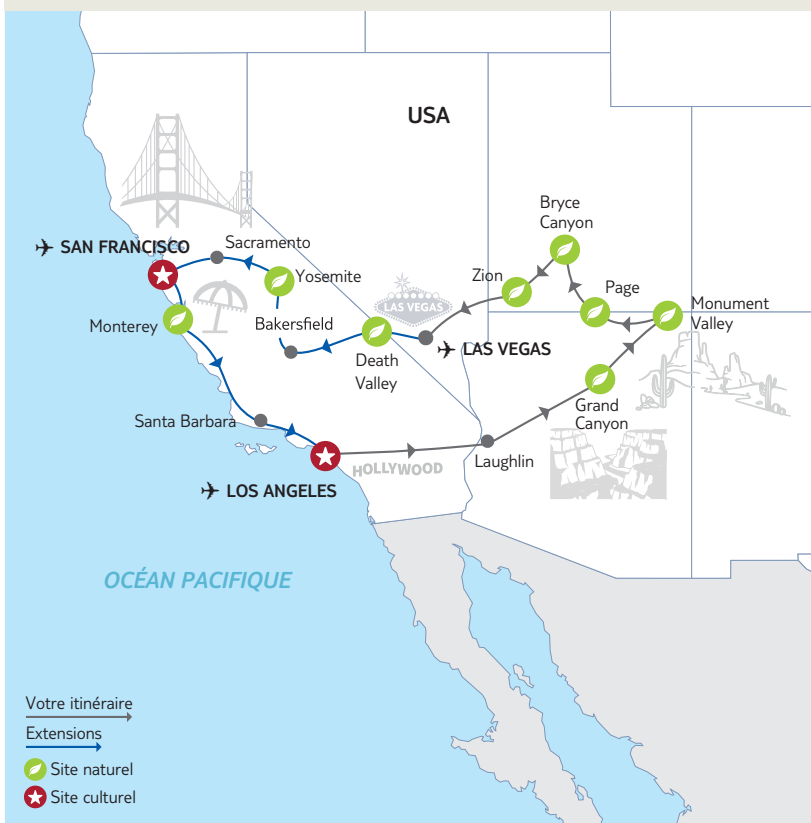 USA
Bryce
Canyon
SAN FRANCISCO
Sacramento
Yosemite
Zion
Page
Monument
Valley
LAS VEGAS
Monterey
Bakersfield
Death
Valley
LAS VEGAS
Grand
Canyon
Santa Barbara
Laughlin
HOLLYWOOD
LOS ANGELES
OCÉAN PACIFIQUE
Votre itinéraire
Extensions
Site naturel
Site culturel